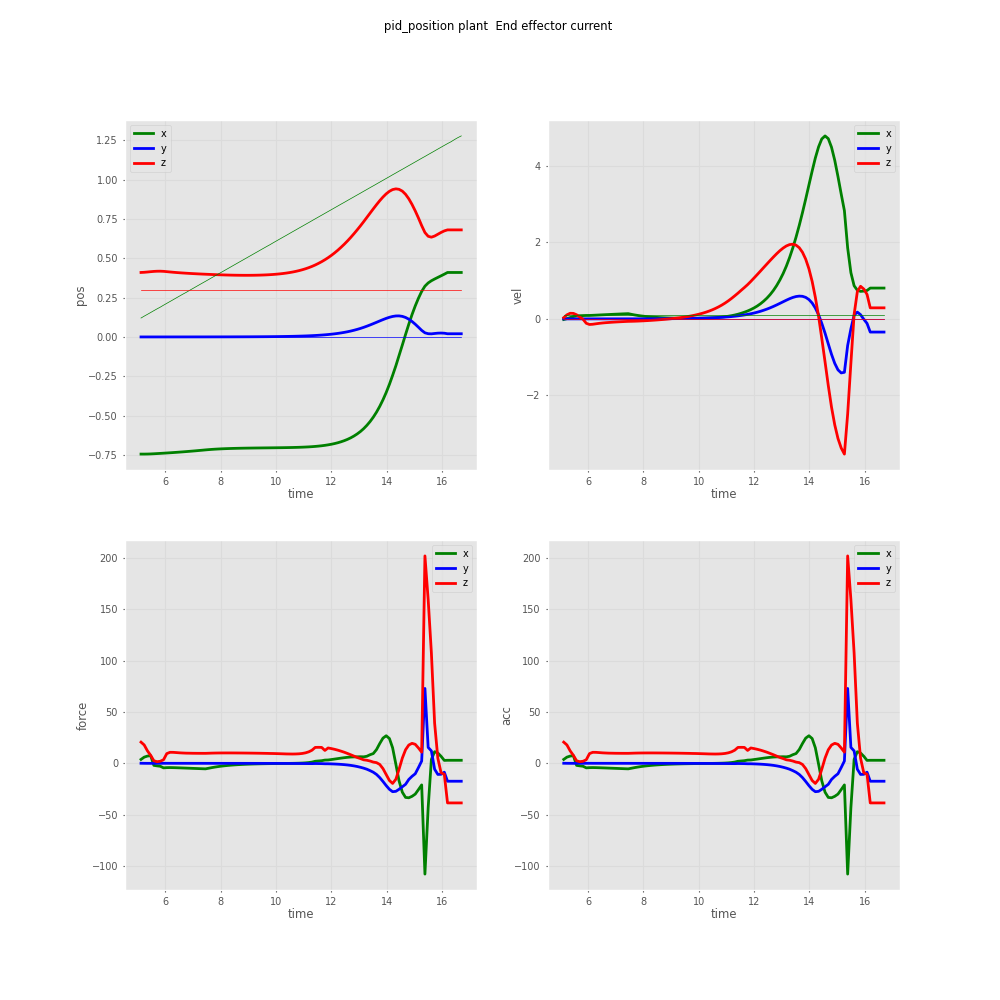 pid_position plant  End effector current
x
y
z
1.25
1.00
0.75
0.50
0.25
0.00
−0.25
−0.50
−0.75
pos
6 8 10 12 14 16
time
x
y
z
4
2
0
−2
vel
6 8 10 12 14 16
time
x
y
z
200
150
100
50
0
−50
−100
force
6 8 10 12 14 16
time
x
y
z
200
150
100
50
0
−50
−100
acc
6 8 10 12 14 16
time